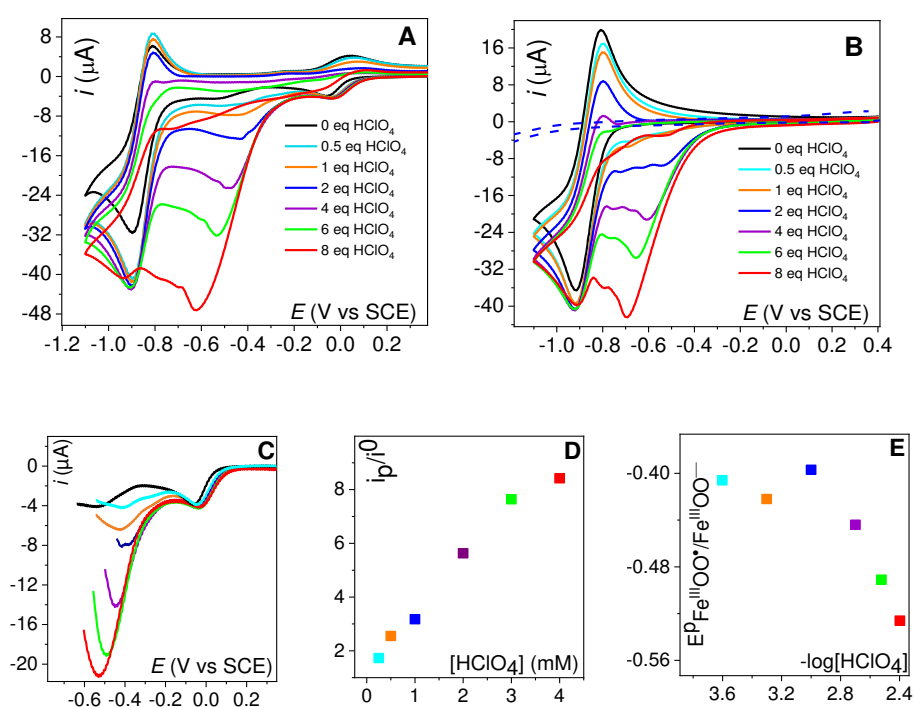 A
i (μA)
8
0
-8
-16
-24
-32
-40
-48
0 eq HClO4
0.5 eq HClO4
1 eq HClO4
2 eq HClO4
4 eq HClO4
6 eq HClO4
8 eq HClO4
E (V vs SCE)
-1.2 -1.0 -0.8 -0.6 -0.4 -0.2 0.0 0.2
B
i (μA)
16
8
0
-8
-16
-24
-32
-40
0 eq HClO4
0.5 eq HClO4
1 eq HClO4
2 eq HClO4
4 eq HClO4
6 eq HClO4
8 eq HClO4
E (V vs SCE)
-1.0 -0.8 -0.6 -0.4 -0.2 0.0 0.2 0.4
C
i (μA)
0
-4
-8
-12
-16
-20
E (V vs SCE)
-0.6 -0.4 -0.2 0.0 0.2
D
ip/i0
8
6
4
2
[HClO4] (mM)
0 1 2 3 4
E
EpFeIIIOO•/FeIIIOO−
-0.40
-0.48
-0.56
-log[HClO4]
3.6 3.2 2.8 2.4